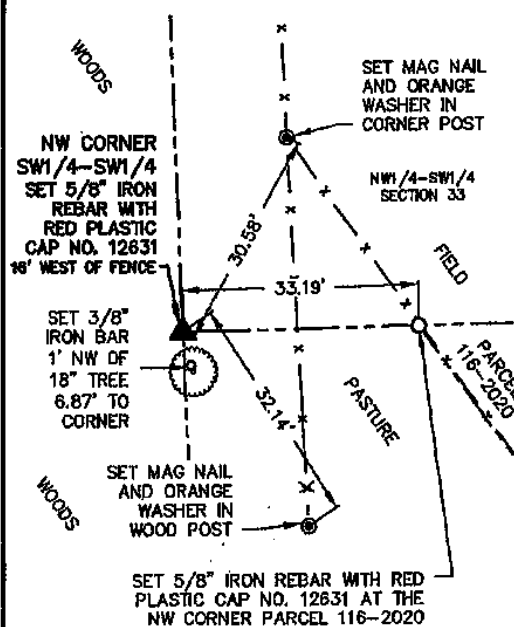 WOODS
SET MAG NAIL
AND ORANGE
WASHER IN
CORNER POST
NW CORNER
SW1/4-SW1/4
SET 5/8" IRON
REBAR WITH
RED PLASTIC
CAP NO. 12631
16' WEST OF FENCE
NW1/4-SW1/4
SECTION 33
FIELD
30.58'
33.19'
SET 3/8"
IRON BAR
1' NW OF
18" TREE
6.87' TO
CORNER
32.14'
PASTURE
PARCEL
116-2020
WOODS
SET MAG NAIL
AND ORANGE
WASHER IN
WOOD POST
SET 5/8" IRON REBAR WITH RED
PLASTIC CAP NO. 12631 AT THE
NW CORNER PARCEL 116-2020